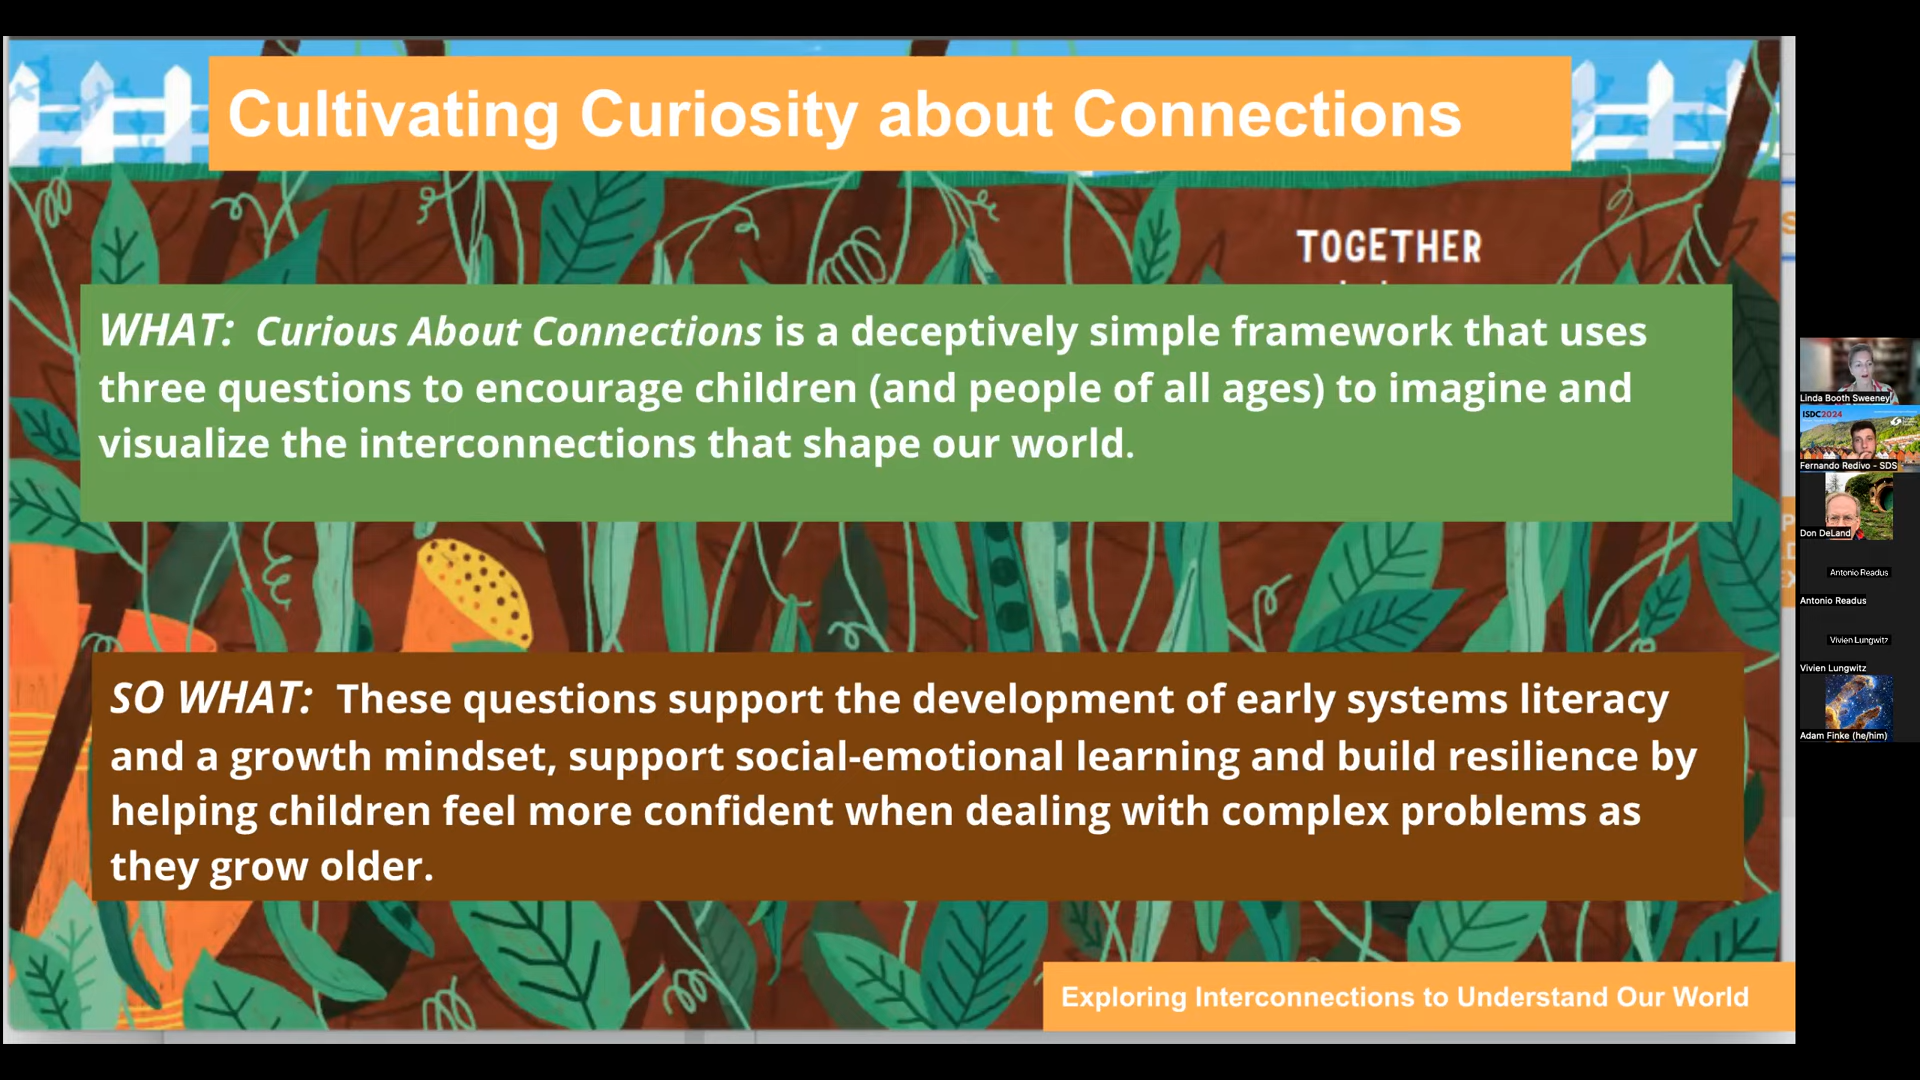 Cultivating Curiosity about Connections
TOGETHER
WHAT: Curious About Connections is a deceptively simple framework that uses
three questions to encourage children (and people of all ages) to imagine and
visualize the interconnections that shape our world.
SO WHAT: These questions support the development of early systems literacy
and a growth mindset, support social-emotional learning and build resilience by
helping children feel more confident when dealing with complex problems as
they grow older.
Exploring Interconnections to Understand Our World
Linda Booth Sweeney
ISDC2024
Fernando Redivo - SDS
Don DeLand
Antonio Readus
Antonio Readus
Vivien Lungwitz
Vivien Lungwitz
Adam Finke (he/him)